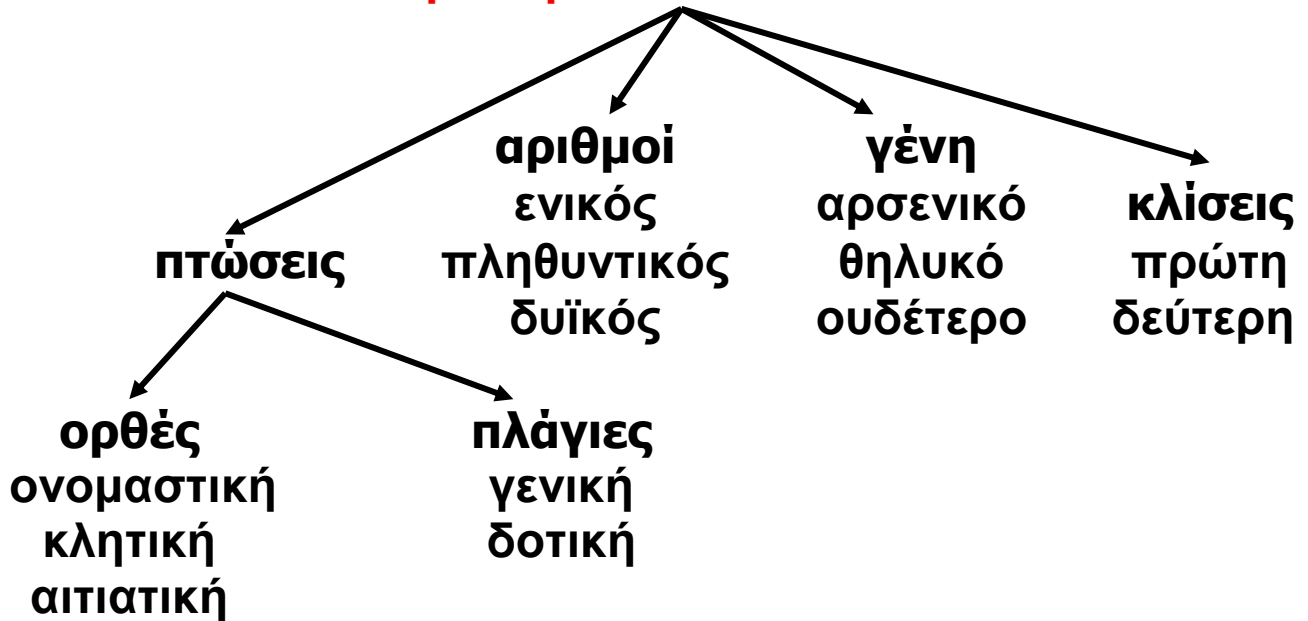 αριθμοί
ενικός
πληθυντικός
δυϊκός
γένη
αρσενικό
θηλυκό
ουδέτερο
κλίσεις
πρώτη
δεύτερη
πτώσεις
ορθές
ονομαστική
κλητική
αιτιατική
πλάγιες
γενική
δοτική